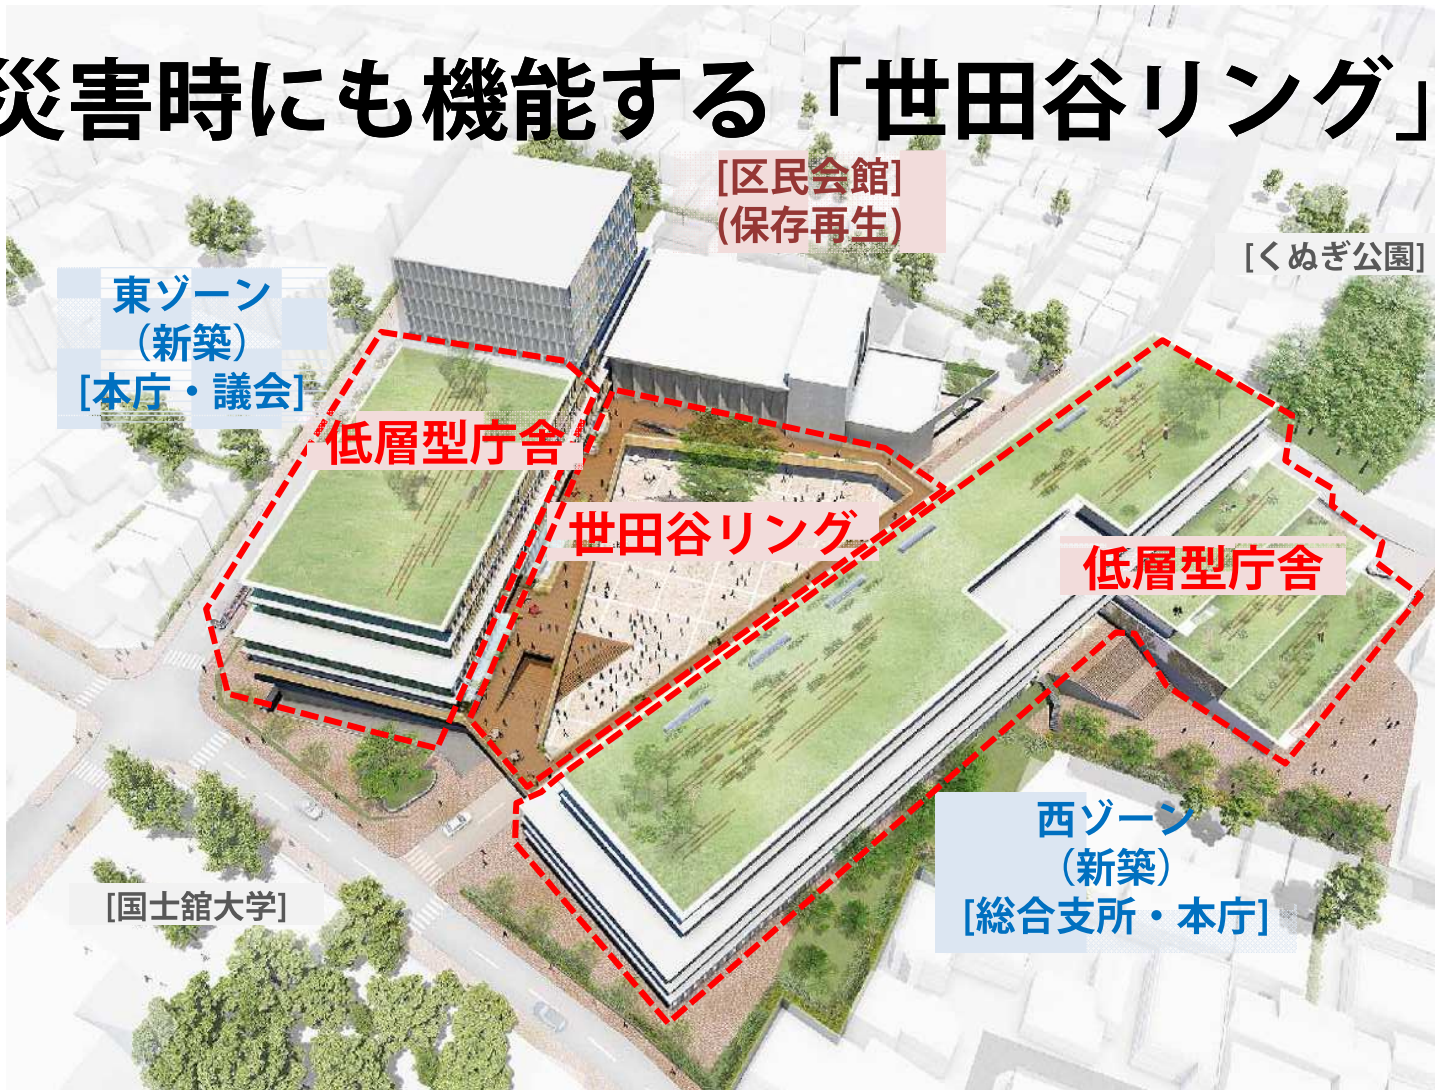 災害時にも機能する「世田谷リング」
[区民会館]
(保存再生)
[くぬぎ公園]
東ゾーン
（新築）
[本庁・議会]
低層型庁舎
世田谷リング
低層型庁舎
西ゾーン
（新築）
[総合支所・本庁]
[国士舘大学]